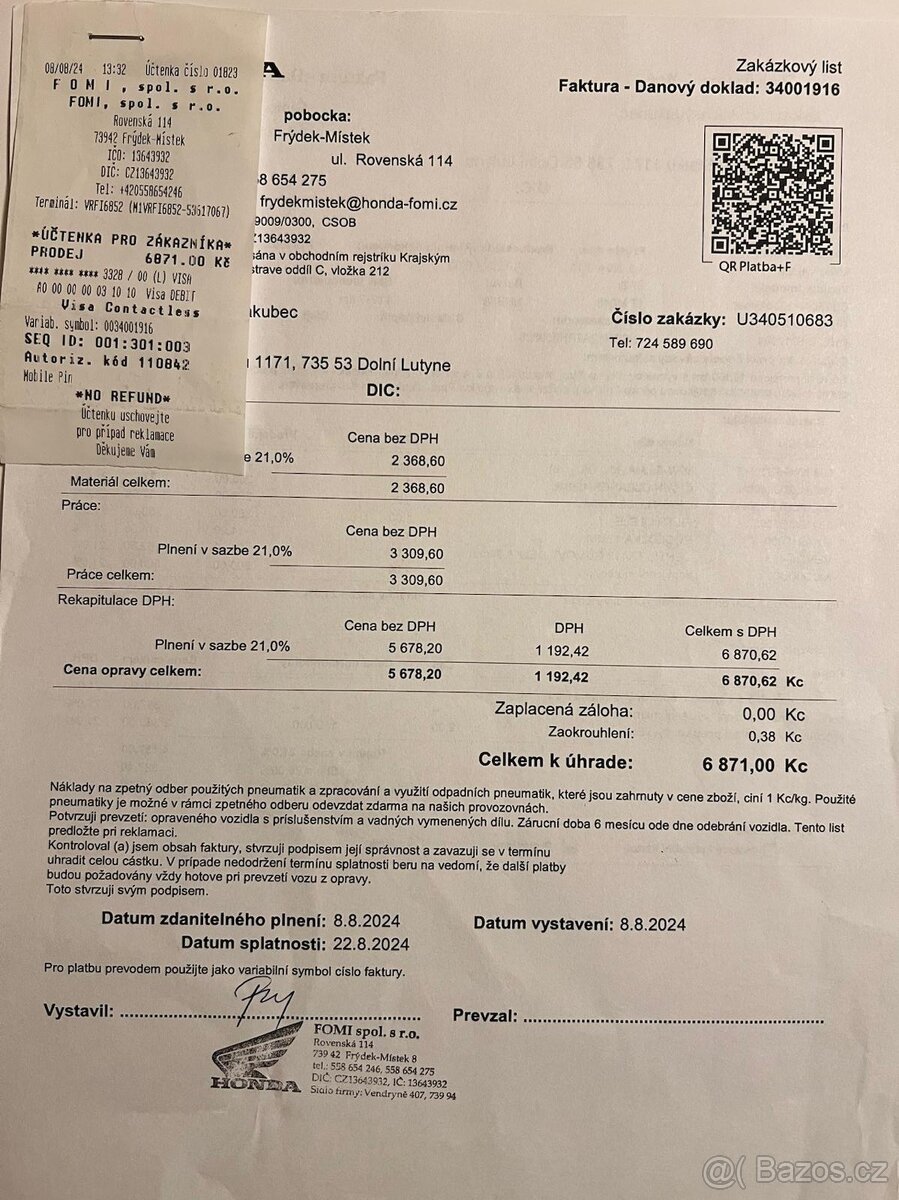 08/08/24 13:32 Účtenka číslo 01823
F O M I , spol. s r.o.
FOMI, spol. s r.o.
Rovenská 114
73942 Frýdek-Místek
IČO: 13643932
DIČ: CZ13643932
Tel: +420558654246
Terminál: VRFI6852 (M1VRFI6852-53617067)
*ÚČTENKA PRO ZÁKAZNÍKA*
PRODEJ 6871.00 Kč
**** **** **** 3328 / 00 (L) VISA
A0 00 00 00 03 10 10 Visa DEBIT
Visa Contactless
Variab. symbol: 0034001916
SEQ ID: 001:301:003
Autoriz. kód 110842
Mobile Pin
*NO REFUND*
Účtenku uschovejte
pro případ reklamace
Děkujeme Vám
A
Zakázkový list
Faktura - Danový doklad: 34001916
pobocka:
Frýdek-Místek
ul. Rovenská 114
58 654 275
frydekmistek@honda-fomi.cz
9009/0300, CSOB
Z13643932
sána v obchodním rejstríku Krajským
strave oddíl C, vložka 212
QR Platba+F
kubec
Číslo zakázky: U340510683
Tel: 724 589 690
1171, 735 53 Dolní Lutyne
DIC:
Cena bez DPH
e 21,0% 2 368,60
Materiál celkem: 2 368,60
Práce:
Cena bez DPH
Plnení v sazbe 21,0% 3 309,60
Práce celkem: 3 309,60
Rekapitulace DPH:
Cena bez DPH DPH Celkem s DPH
Plnení v sazbe 21,0% 5 678,20 1 192,42 6 870,62
Cena opravy celkem: 5 678,20 1 192,42 6 870,62 Kc
Zaplacená záloha: 0,00 Kc
Zaokrouhlení: 0,38 Kc
Celkem k úhrade: 6 871,00 Kc
Náklady na zpetný odber použitých pneumatik a zpracování a využití odpadních pneumatik, které jsou zahrnuty v cene zboží, ciní 1 Kc/kg. Použité
pneumatiky je možné v rámci zpetného odberu odevzdat zdarma na našich provozovnách.
Potvrzuji prevzetí: opraveného vozidla s príslušenstvím a vadných vymenených dílu. Zárucní doba 6 mesícu ode dne odebrání vozidla. Tento list
predložte pri reklamaci.
Kontroloval (a) jsem obsah faktury, stvrzuji podpisem její správnost a zavazuji se v termínu
uhradit celou cástku. V prípade nedodržení termínu splatnosti beru na vedomí, že další platby
budou požadovány vždy hotove pri prevzetí vozu z opravy.
Toto stvrzuji svým podpisem.
Datum zdanitelného plnení: 8.8.2024 Datum vystavení: 8.8.2024
Datum splatnosti: 22.8.2024
Pro platbu prevodem použijte jako variabilní symbol císlo faktury.
Vystavil: Prevzal:
HONDA
FOMI spol. s r.o.
Rovenská 114
739 42 Frýdek-Místek 8
tel.: 558 654 246, 558 654 275
DIČ: CZ13643932, IČ: 13643932
Sídlo firmy: Vendryně 407, 739 94
@( Bazos.cz